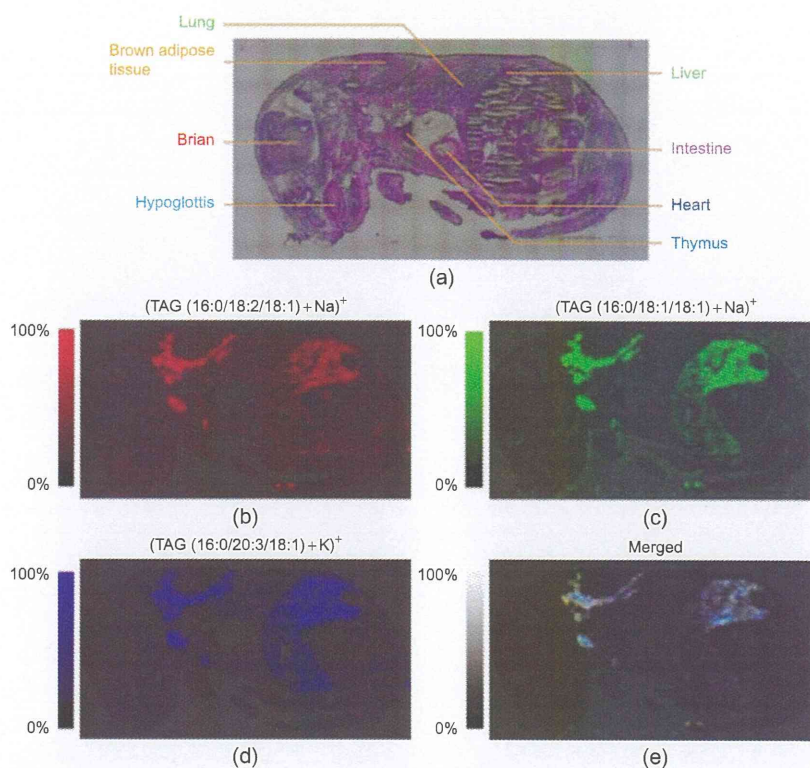 Lung
Brown adipose
tissue
Liver
Brian
Intestine
Hypoglottis
Heart
Thymus
(a)
(TAG (16:0/18:2/18:1)+Na)+
100%
0%
(b)
(TAG (16:0/18:1/18:1)+Na)+
100%
0%
(c)
(TAG (16:0/20:3/18:1)+K)+
100%
0%
(d)
Merged
100%
0%
(e)